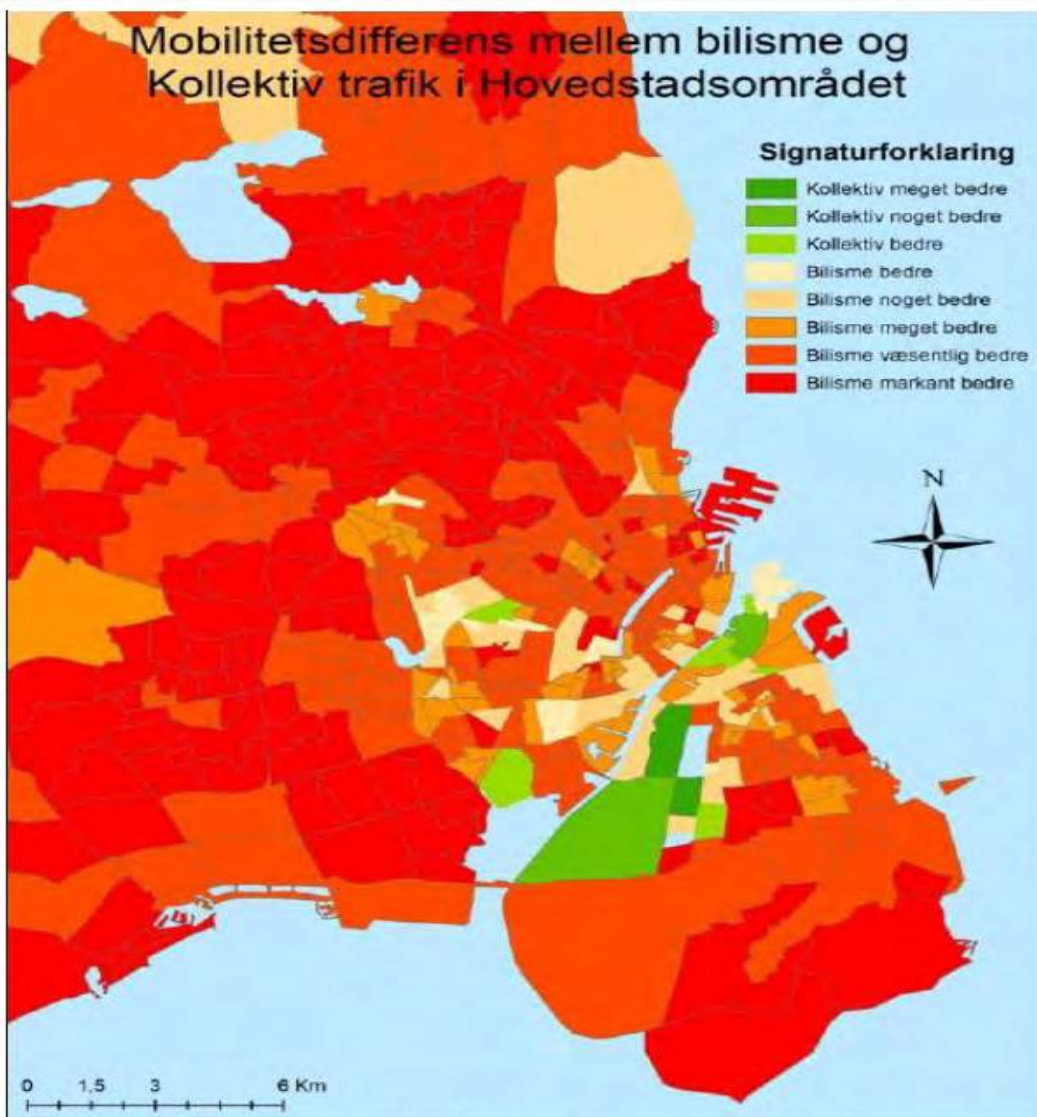 Mobilitetsdifferens mellem bilisme og
Kollektiv trafik i Hovedstadsområdet
Signaturforklaring
Kollektiv meget bedre
Kollektiv noget bedre
Kollektiv bedre
Bilisme bedre
Bilisme noget bedre
Bilisme meget bedre
Bilisme væsentlig bedre
Bilisme markant bedre
N
0 1,5 3 6 Km